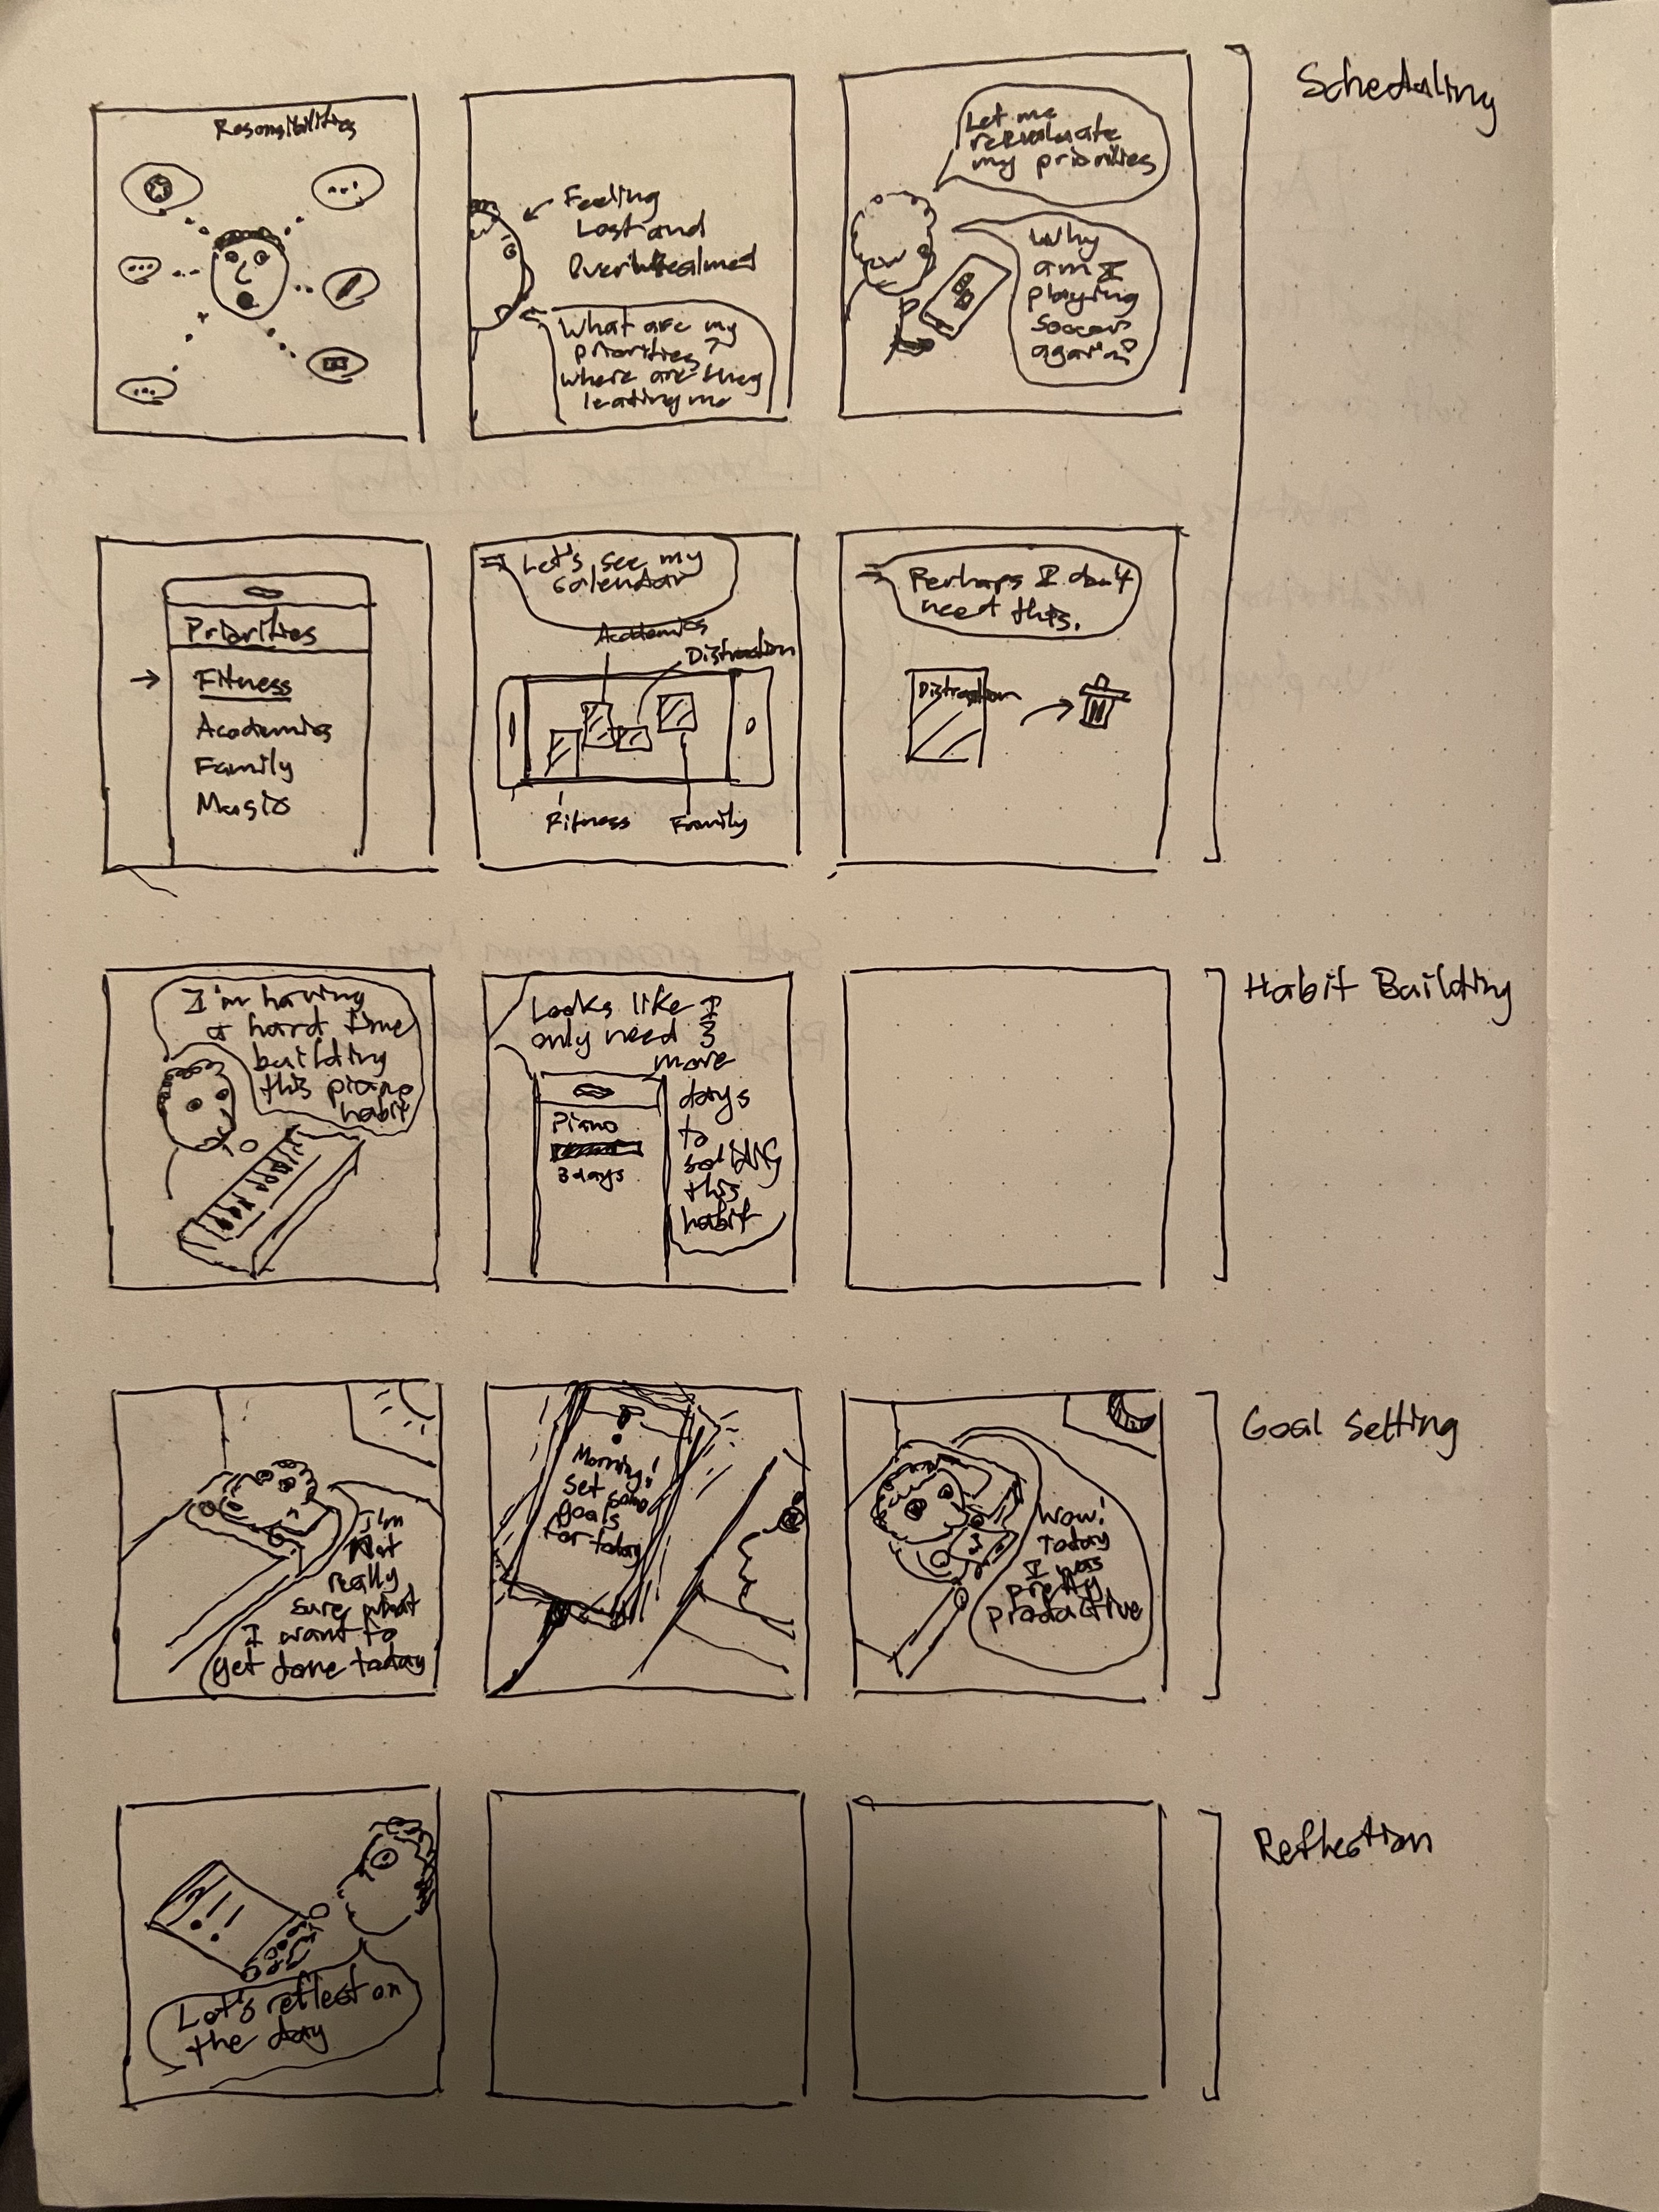 Scheduling
Resonsibilities
Feeling
Lost and
Overwhealmed
What are my
priorities?
where are they
leading me
Let me
reevaluate
my priorities
Why
am I
playing
soccer
again?
Priorities
Fitness
Academics
Family
Music
Let's see my
Calendar
Academics
Distraction
Fitness
Family
Perhaps I don't
need this.
Distraction
Habit Building
I'm having
a hard time
building
this piano
habit
Looks like I
only need 3
more
days
to
this
habit
Piano
3 days
Goal Setting
I'm
Not
really
sure what
I want to
get done today
Morning!
Set some
goals
for today
Wow!
Today
I was
pretty
productive
Reflection
Let's reflect on
the day